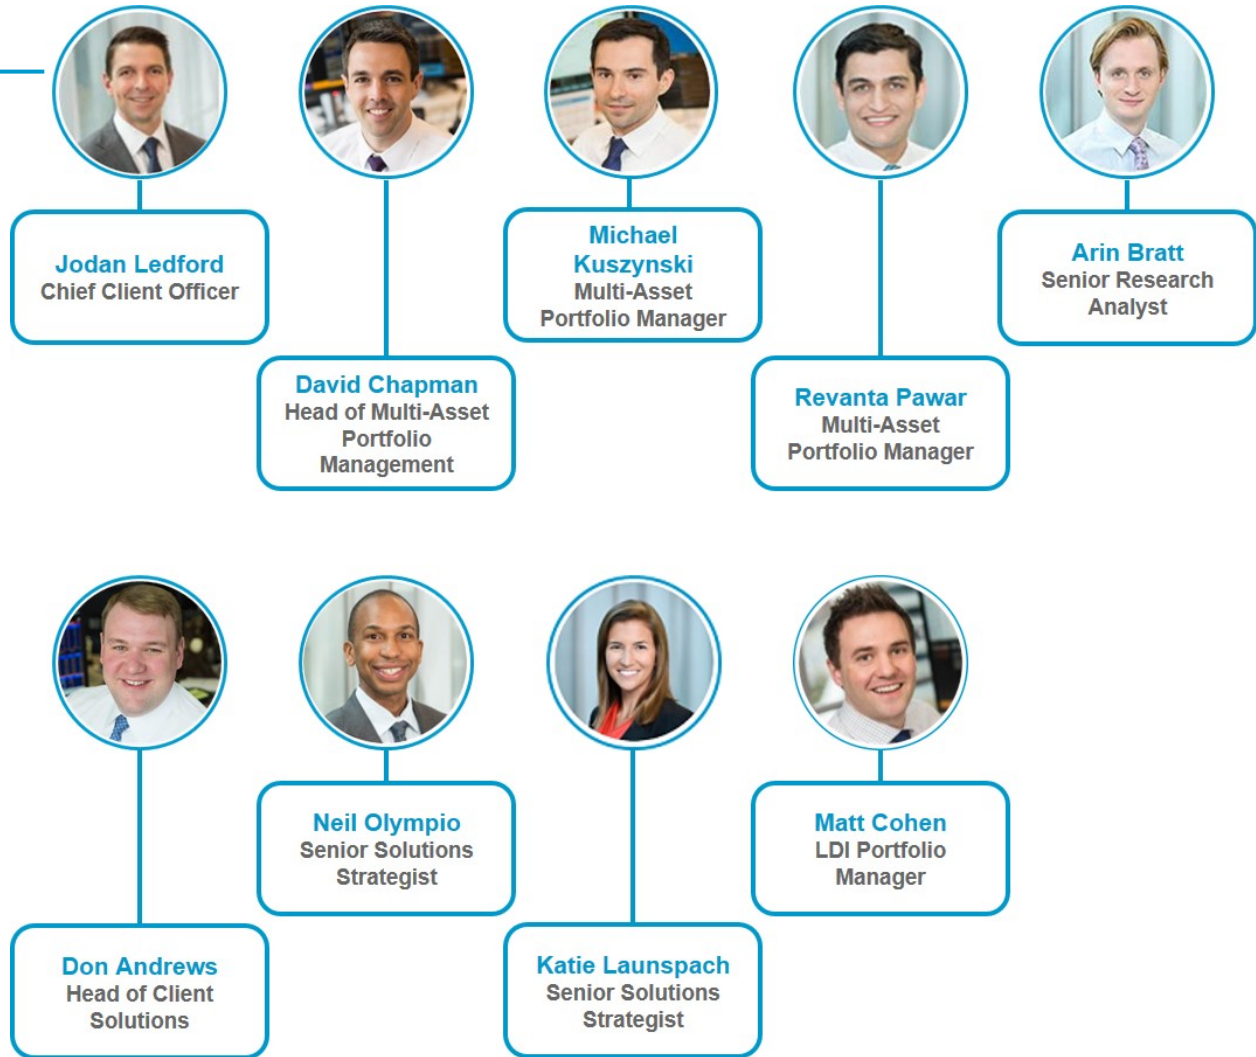 Jodan Ledford
Chief Client Officer
David Chapman
Head of Multi-Asset
Portfolio
Management
Michael
Kuszynski
Multi-Asset
Portfolio Manager
Revanta Pawar
Multi-Asset
Portfolio Manager
Arin Bratt
Senior Research
Analyst
Don Andrews
Head of Client
Solutions
Neil Olympio
Senior Solutions
Strategist
Katie Launspach
Senior Solutions
Strategist
Matt Cohen
LDI Portfolio
Manager